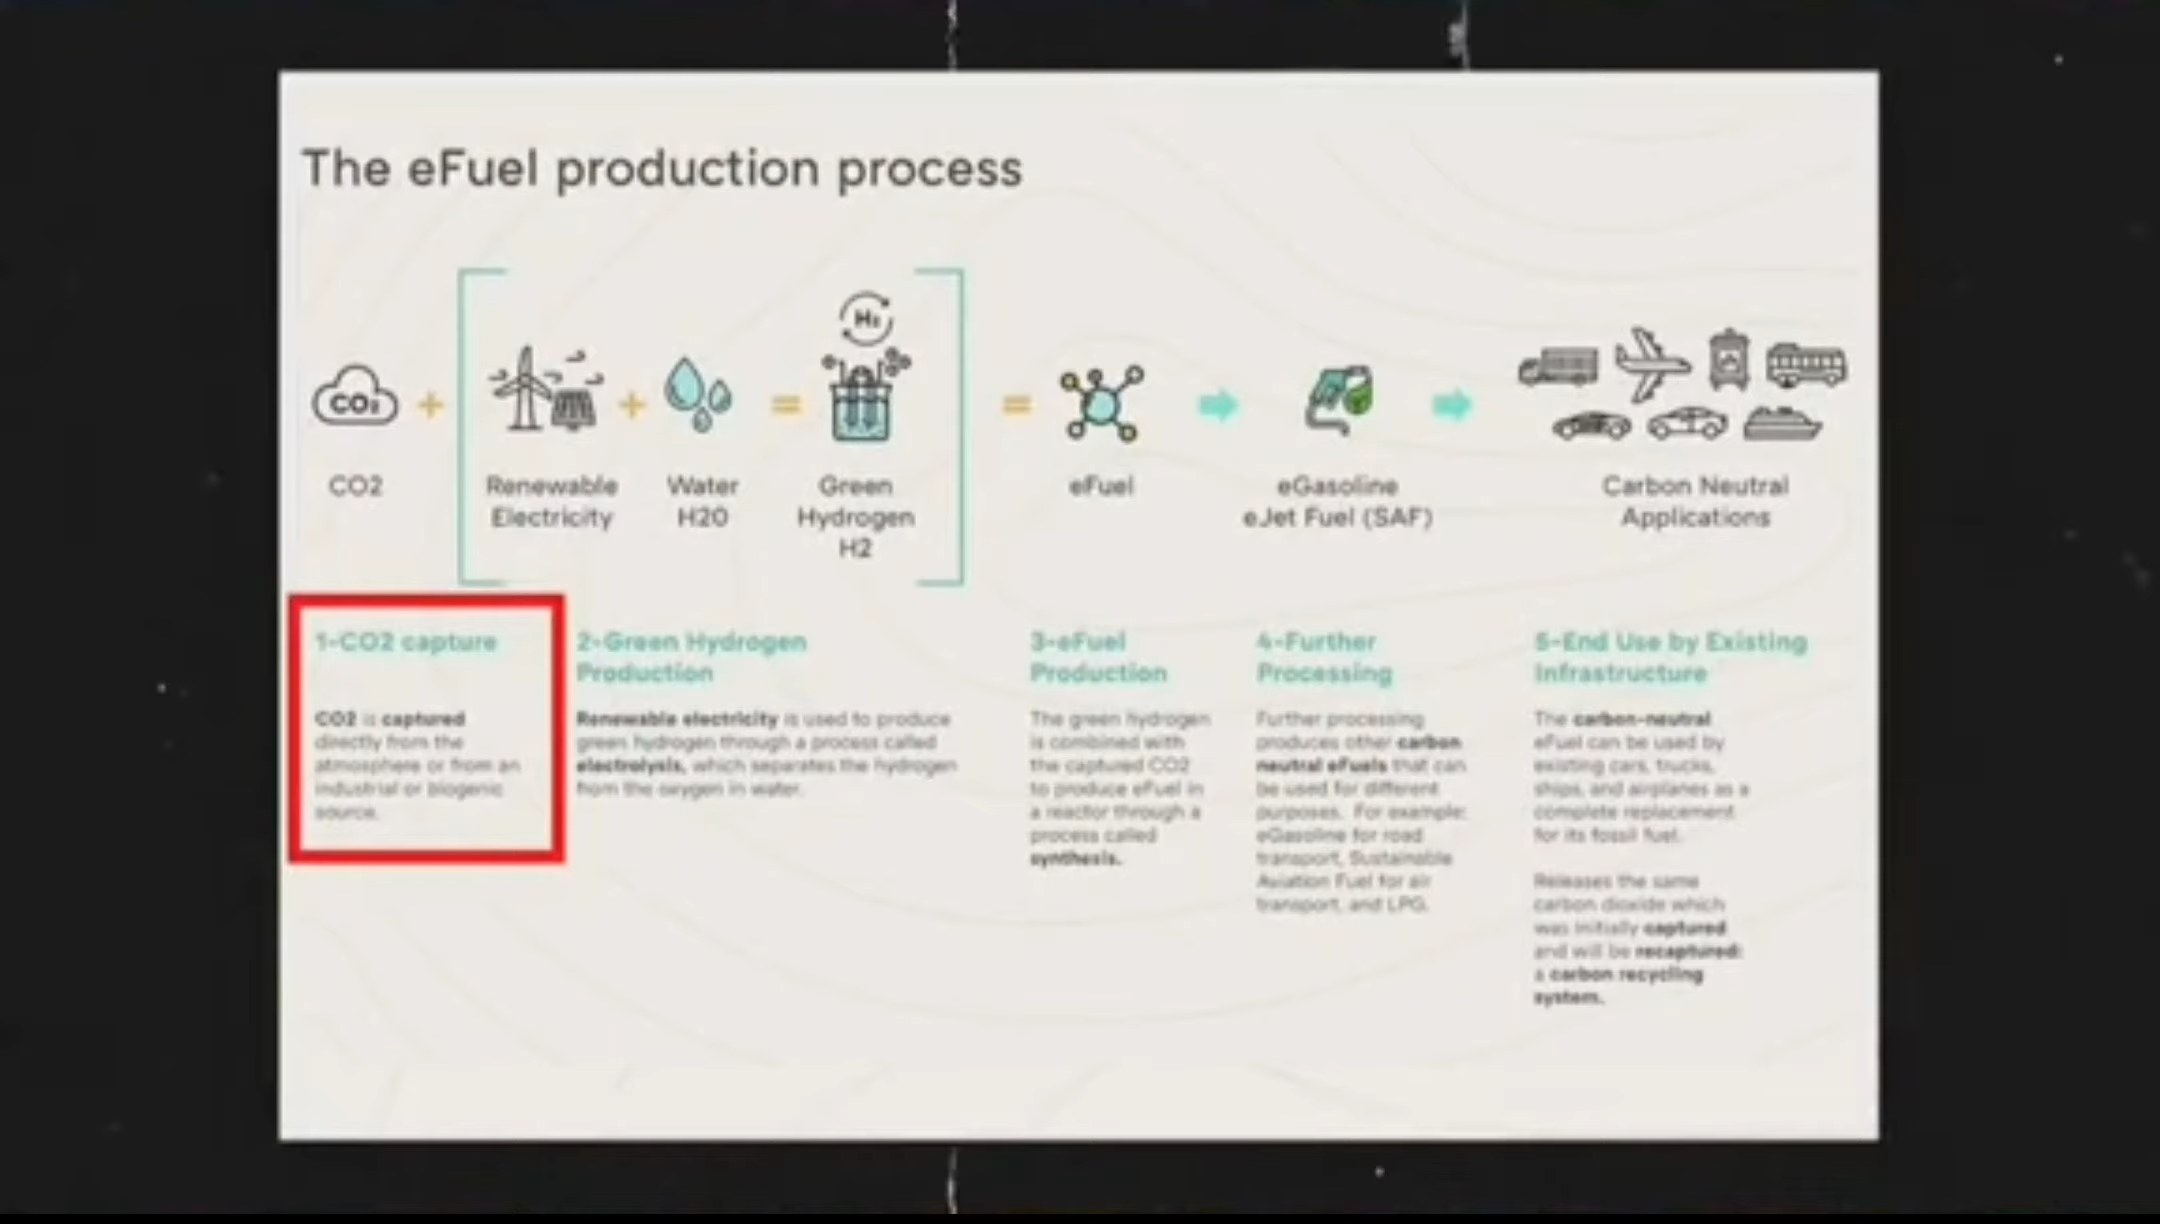 The eFuel production process
H2
CO2
CO2
Renewable
Electricity
Water
H20
Green
Hydrogen
H2
eFuel
eGasoline
eJet Fuel (SAF)
Carbon Neutral
Applications
1-CO2 capture
CO2 is captured
directly from the
atmosphere or from an
industrial or biogenic
source.
2-Green Hydrogen
Production
Renewable electricity is used to produce
green hydrogen through a process called
electrolysis, which separates the hydrogen
from the oxygen in water.
3-eFuel
Production
The green hydrogen
is combined with
the captured CO2
to produce eFuel in
a reactor through a
process called
synthesis.
4-Further
Processing
Further processing
produces other carbon
neutral eFuels that can
be used for different
purposes. For example:
eGasoline for road
transport, Sustainable
Aviation Fuel for air
transport, and LPG.
5-End Use by Existing
Infrastructure
The carbon-neutral
eFuel can be used by
existing cars, trucks,
ships, and airplanes as a
complete replacement
for its fossil fuel.
Releases the same
carbon dioxide which
was initially captured
and will be recaptured:
a carbon recycling
system.